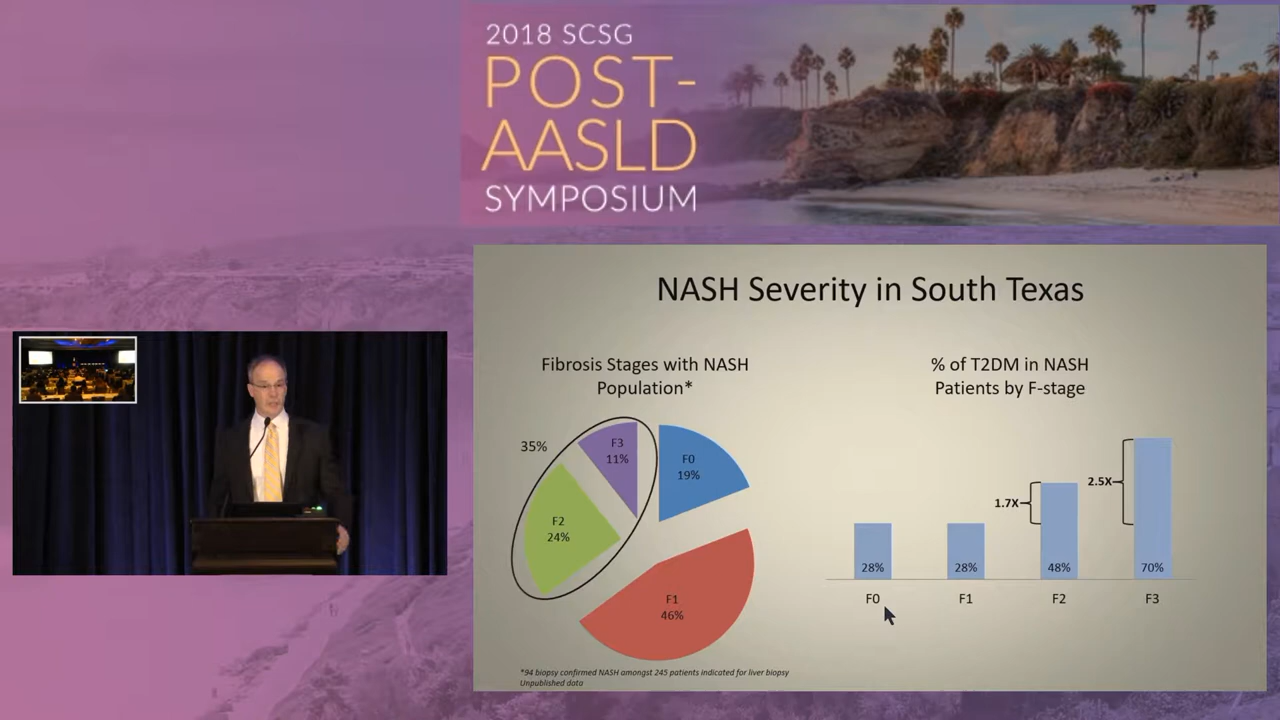 2018 SCSG
POST-
AASLD
SYMPOSIUM
NASH Severity in South Texas
Fibrosis Stages with NASH
Population*
35%
F3
11%
F0
19%
F2
24%
F1
46%
% of T2DM in NASH
Patients by F-stage
1.7X
2.5X
28%
28%
48%
70%
F0
F1
F2
F3
*94 biopsy confirmed NASH amongst 245 patients indicated for liver biopsy
Unpublished data